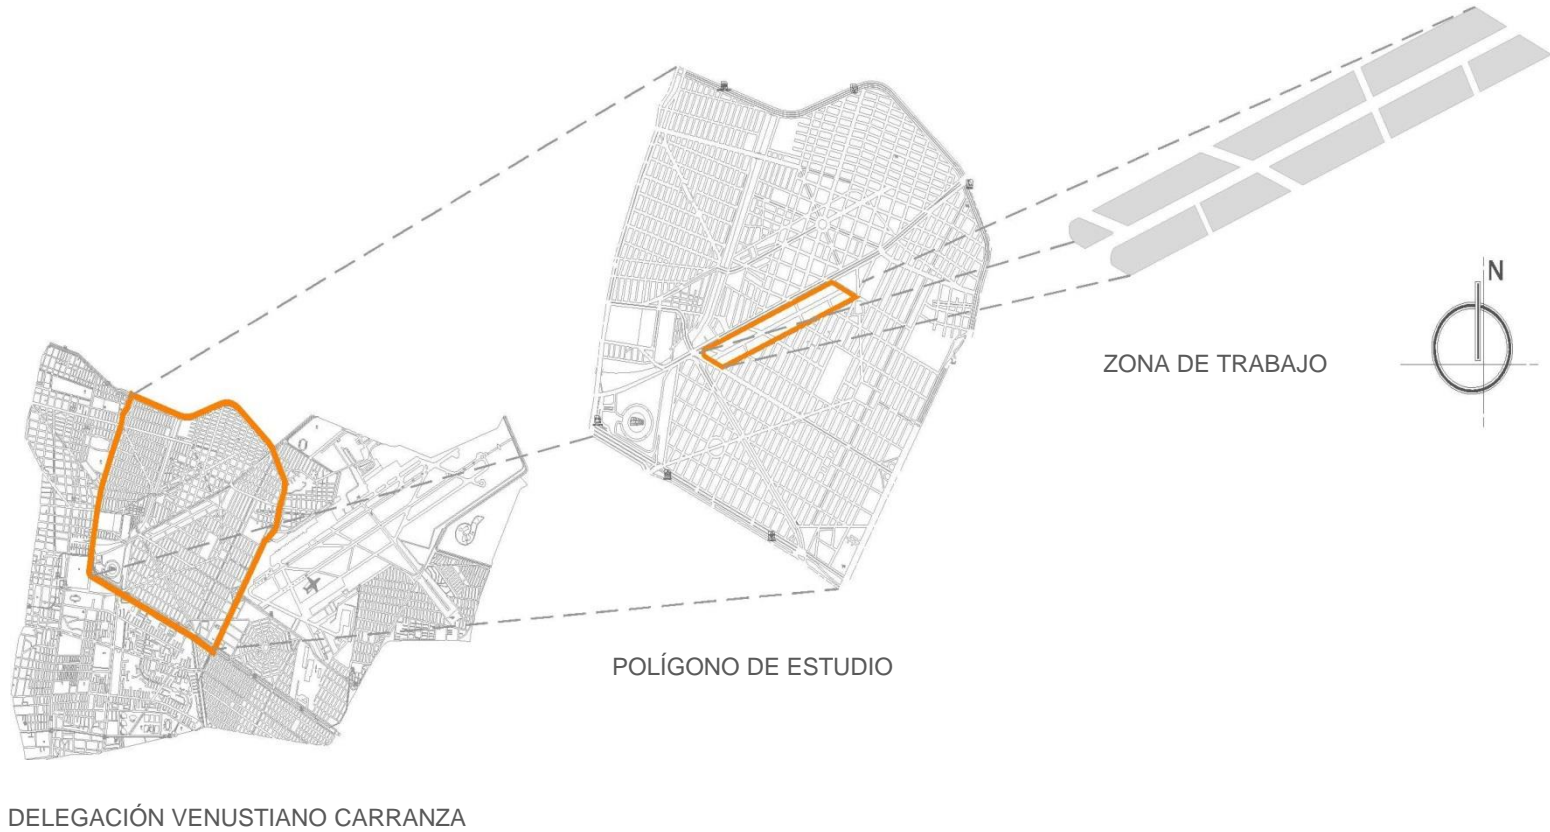 N
ZONA DE TRABAJO
POLÍGONO DE ESTUDIO
DELEGACIÓN VENUSTIANO CARRANZA